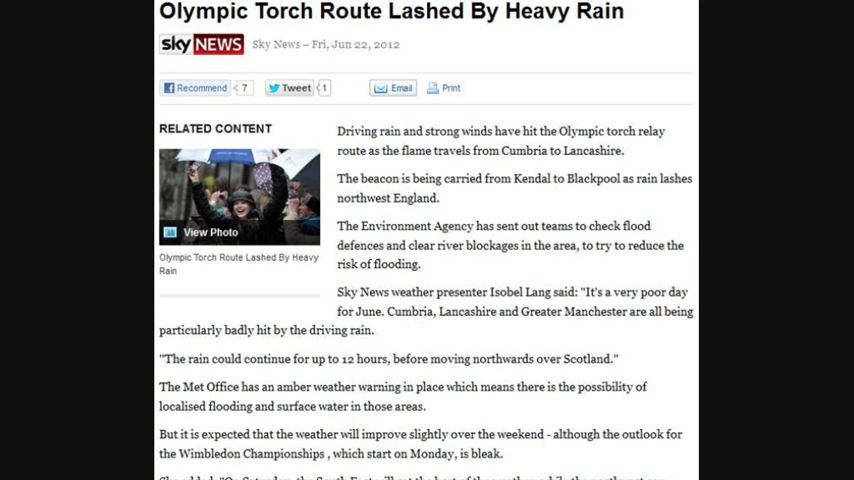 Olympic Torch Route Lashed By Heavy Rain
sky NEWS Sky News – Fri, Jun 22, 2012
Recommend 7 Tweet 1 Email Print
RELATED CONTENT
View Photo
Olympic Torch Route Lashed By Heavy
Rain
Driving rain and strong winds have hit the Olympic torch relay
route as the flame travels from Cumbria to Lancashire.
The beacon is being carried from Kendal to Blackpool as rain lashes
northwest England.
The Environment Agency has sent out teams to check flood
defences and clear river blockages in the area, to try to reduce the
risk of flooding.
Sky News weather presenter Isobel Lang said: "It's a very poor day
for June. Cumbria, Lancashire and Greater Manchester are all being
particularly badly hit by the driving rain.
"The rain could continue for up to 12 hours, before moving northwards over Scotland."
The Met Office has an amber weather warning in place which means there is the possibility of
localised flooding and surface water in those areas.
But it is expected that the weather will improve slightly over the weekend - although the outlook for
the Wimbledon Championships , which start on Monday, is bleak.